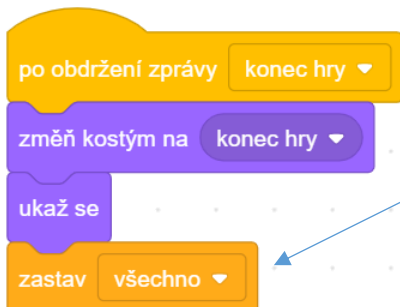 po obdržení zprávy konec hry
změň kostým na konec hry
ukaž se
zastav všechno